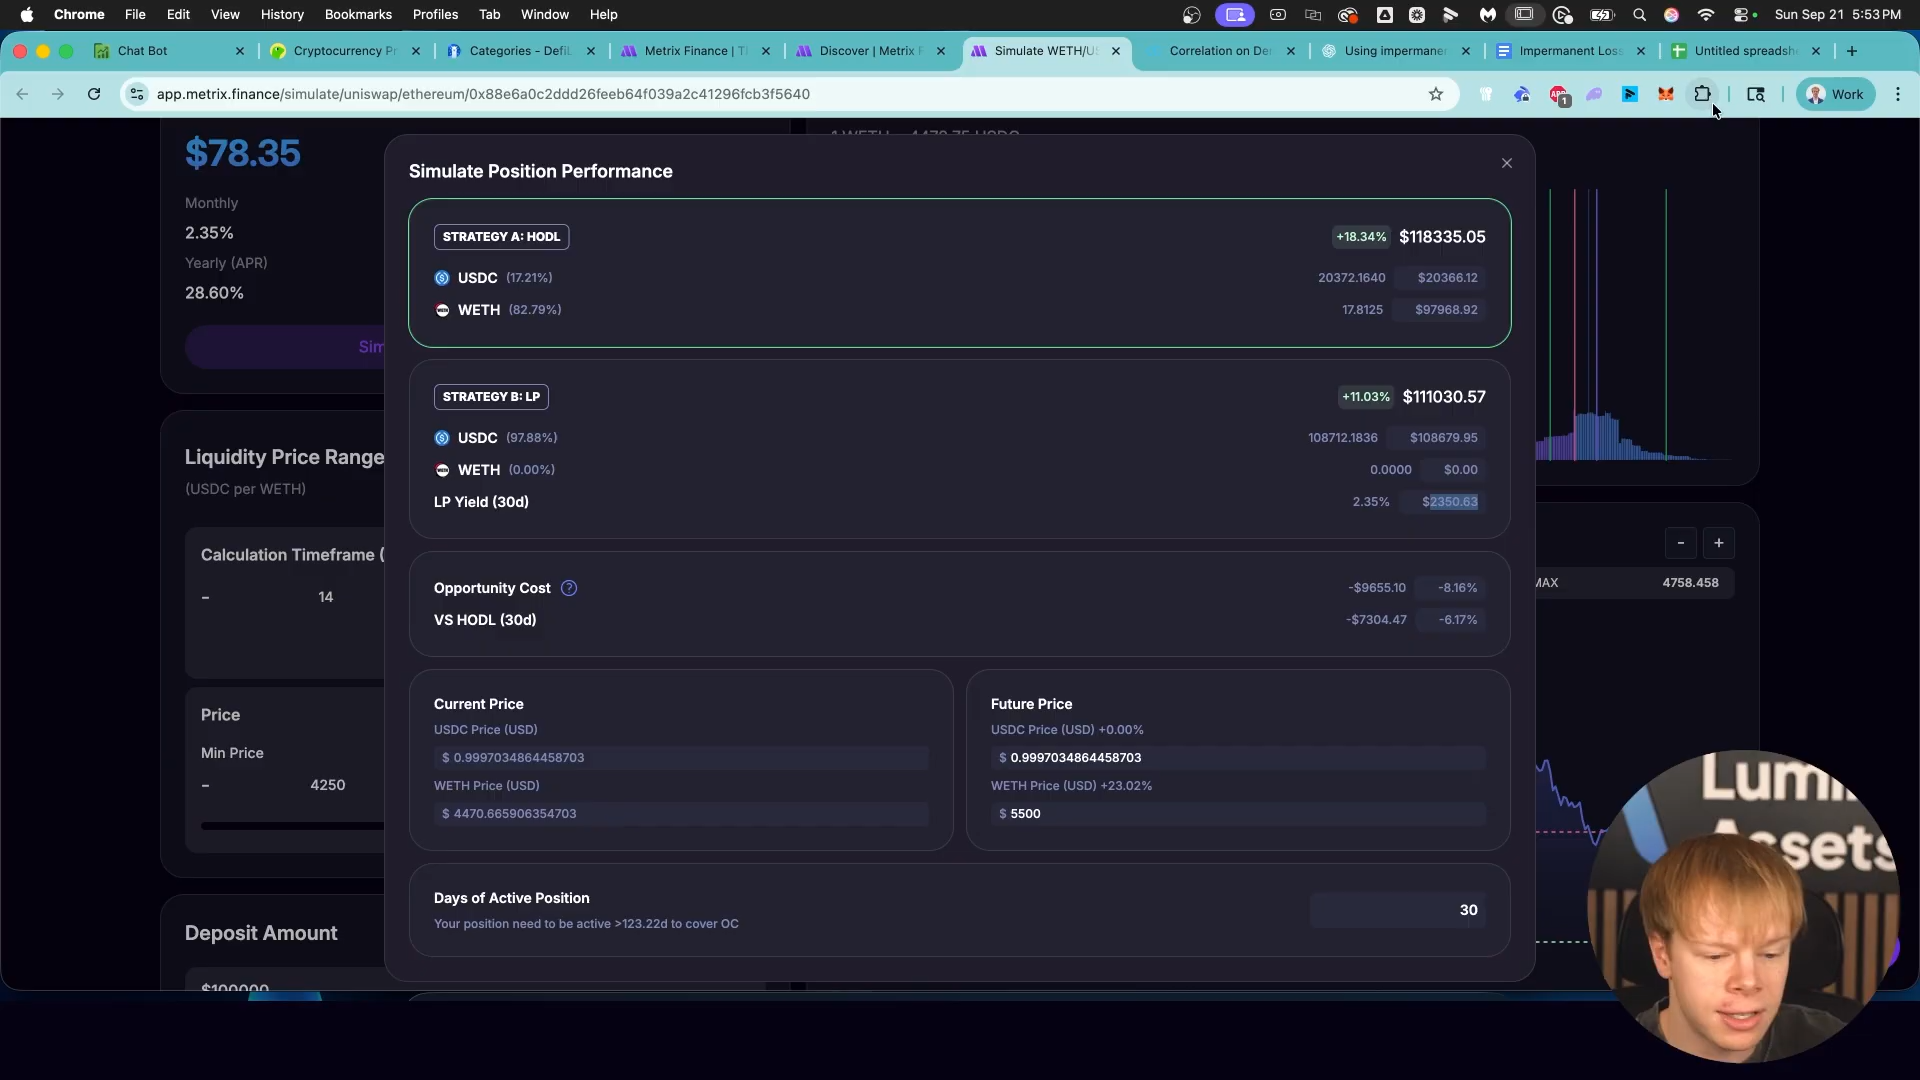 Chrome File Edit View History Bookmarks Profiles Tab Window Help
Sun Sep 21 5:53 PM
Chat Bot
Cryptocurrency Pr
Categories - DefiL
Metrix Finance | Ti
Discover | Metrix F
Simulate WETH/US
Correlation on De
Using impermane
Impermanent Loss
Untitled spreadsh
app.metrix.finance/simulate/uniswap/ethereum/0x88e6a0c2ddd26feeb64f039a2c41296fcb3f5640
1
Work
$78.35
Monthly
2.35%
Yearly (APR)
28.60%
Sim
Liquidity Price Range
(USDC per WETH)
Calculation Timeframe (
- 14
Price
Min Price
- 4250
Deposit Amount
$100000
Simulate Position Performance
STRATEGY A: HODL +18.34% $118335.05
USDC (17.21%) 20372.1640 $20366.12
WETH (82.79%) 17.8125 $97968.92
STRATEGY B: LP +11.03% $111030.57
USDC (97.88%) 108712.1836 $108679.95
WETH (0.00%) 0.0000 $0.00
LP Yield (30d) 2.35% $2350.63
Opportunity Cost ? -$9655.10 -8.16%
VS HODL (30d) -$7304.47 -6.17%
Current Price
USDC Price (USD)
$ 0.9997034864458703
WETH Price (USD)
$ 4470.665906354703
Future Price
USDC Price (USD) +0.00%
$ 0.9997034864458703
WETH Price (USD) +23.02%
$ 5500
Days of Active Position
Your position need to be active >123.22d to cover OC
30
- +
MAX 4758.458
Lumin
Assets